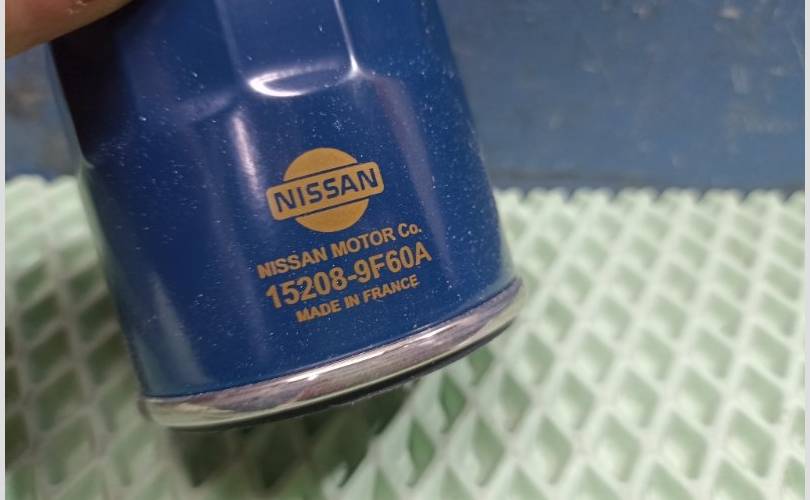 NISSAN
NISSAN MOTOR Co.
15208-9F60A
MADE IN FRANCE